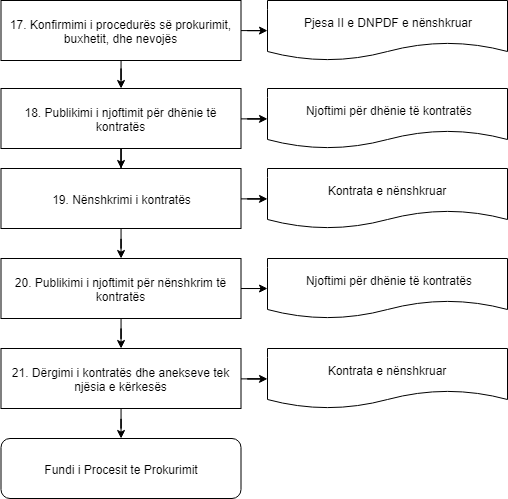 17. Konfirmimi i procedurës së prokurimit,
buxhetit, dhe nevojës
Pjesa II e DNPDF e nënshkruar
18. Publikimi i njoftimit për dhënie të
kontratës
Njoftimi për dhënie të kontratës
19. Nënshkrimi i kontratës
Kontrata e nënshkruar
20. Publikimi i njoftimit për nënshkrim të
kontratës
Njoftimi për dhënie të kontratës
21. Dërgimi i kontratës dhe anekseve tek
njësia e kërkesës
Kontrata e nënshkruar
Fundi i Procesit te Prokurimit